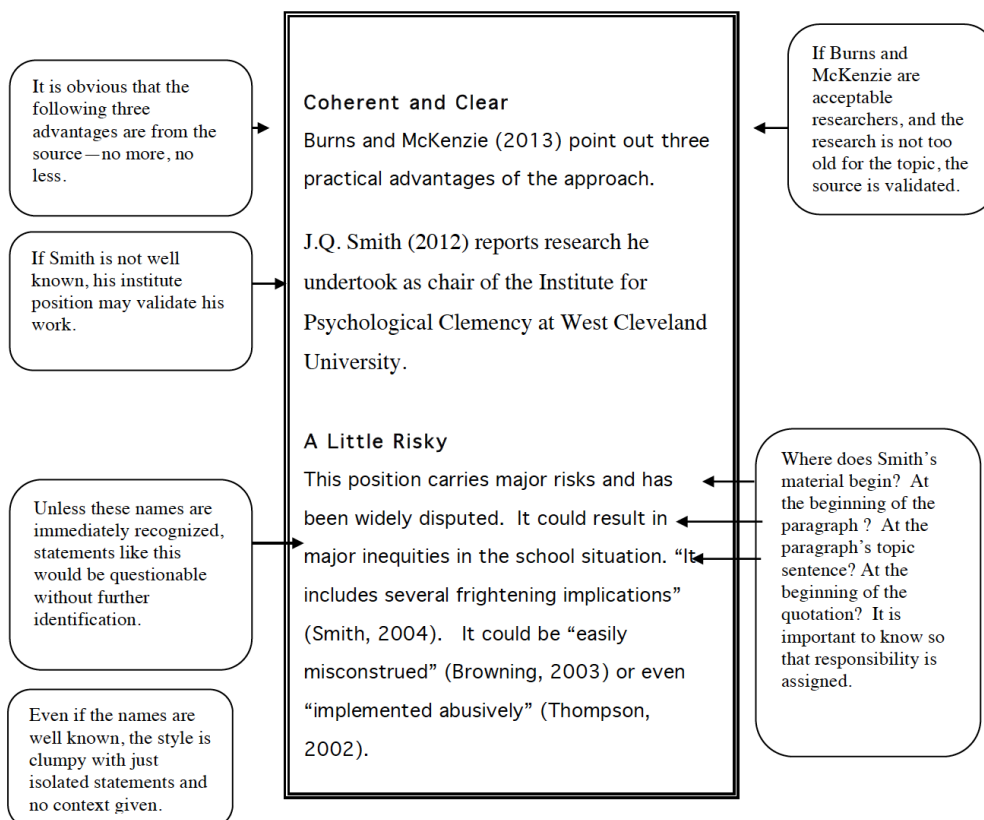 It is obvious that the
following three
advantages are from the
source—no more, no
less.
If Smith is not well
known, his institute
position may validate his
work.
Unless these names are
immediately recognized,
statements like this
would be questionable
without further
identification.
Even if the names are
well known, the style is
clumpy with just
isolated statements and
no context given.
Coherent and Clear
Burns and McKenzie (2013) point out three
practical advantages of the approach.
J.Q. Smith (2012) reports research he
undertook as chair of the Institute for
Psychological Clemency at West Cleveland
University.
A Little Risky
This position carries major risks and has
been widely disputed.  It could result in
major inequities in the school situation. “It
includes several frightening implications”
(Smith, 2004).   It could be “easily
misconstrued” (Browning, 2003) or even
“implemented abusively” (Thompson,
2002).
If Burns and
McKenzie are
acceptable
researchers, and the
research is not too
old for the topic, the
source is validated.
Where does Smith’s
material begin?  At
the beginning of the
paragraph ?  At the
paragraph’s topic
sentence? At the
beginning of the
quotation?  It is
important to know so
that responsibility is
assigned.